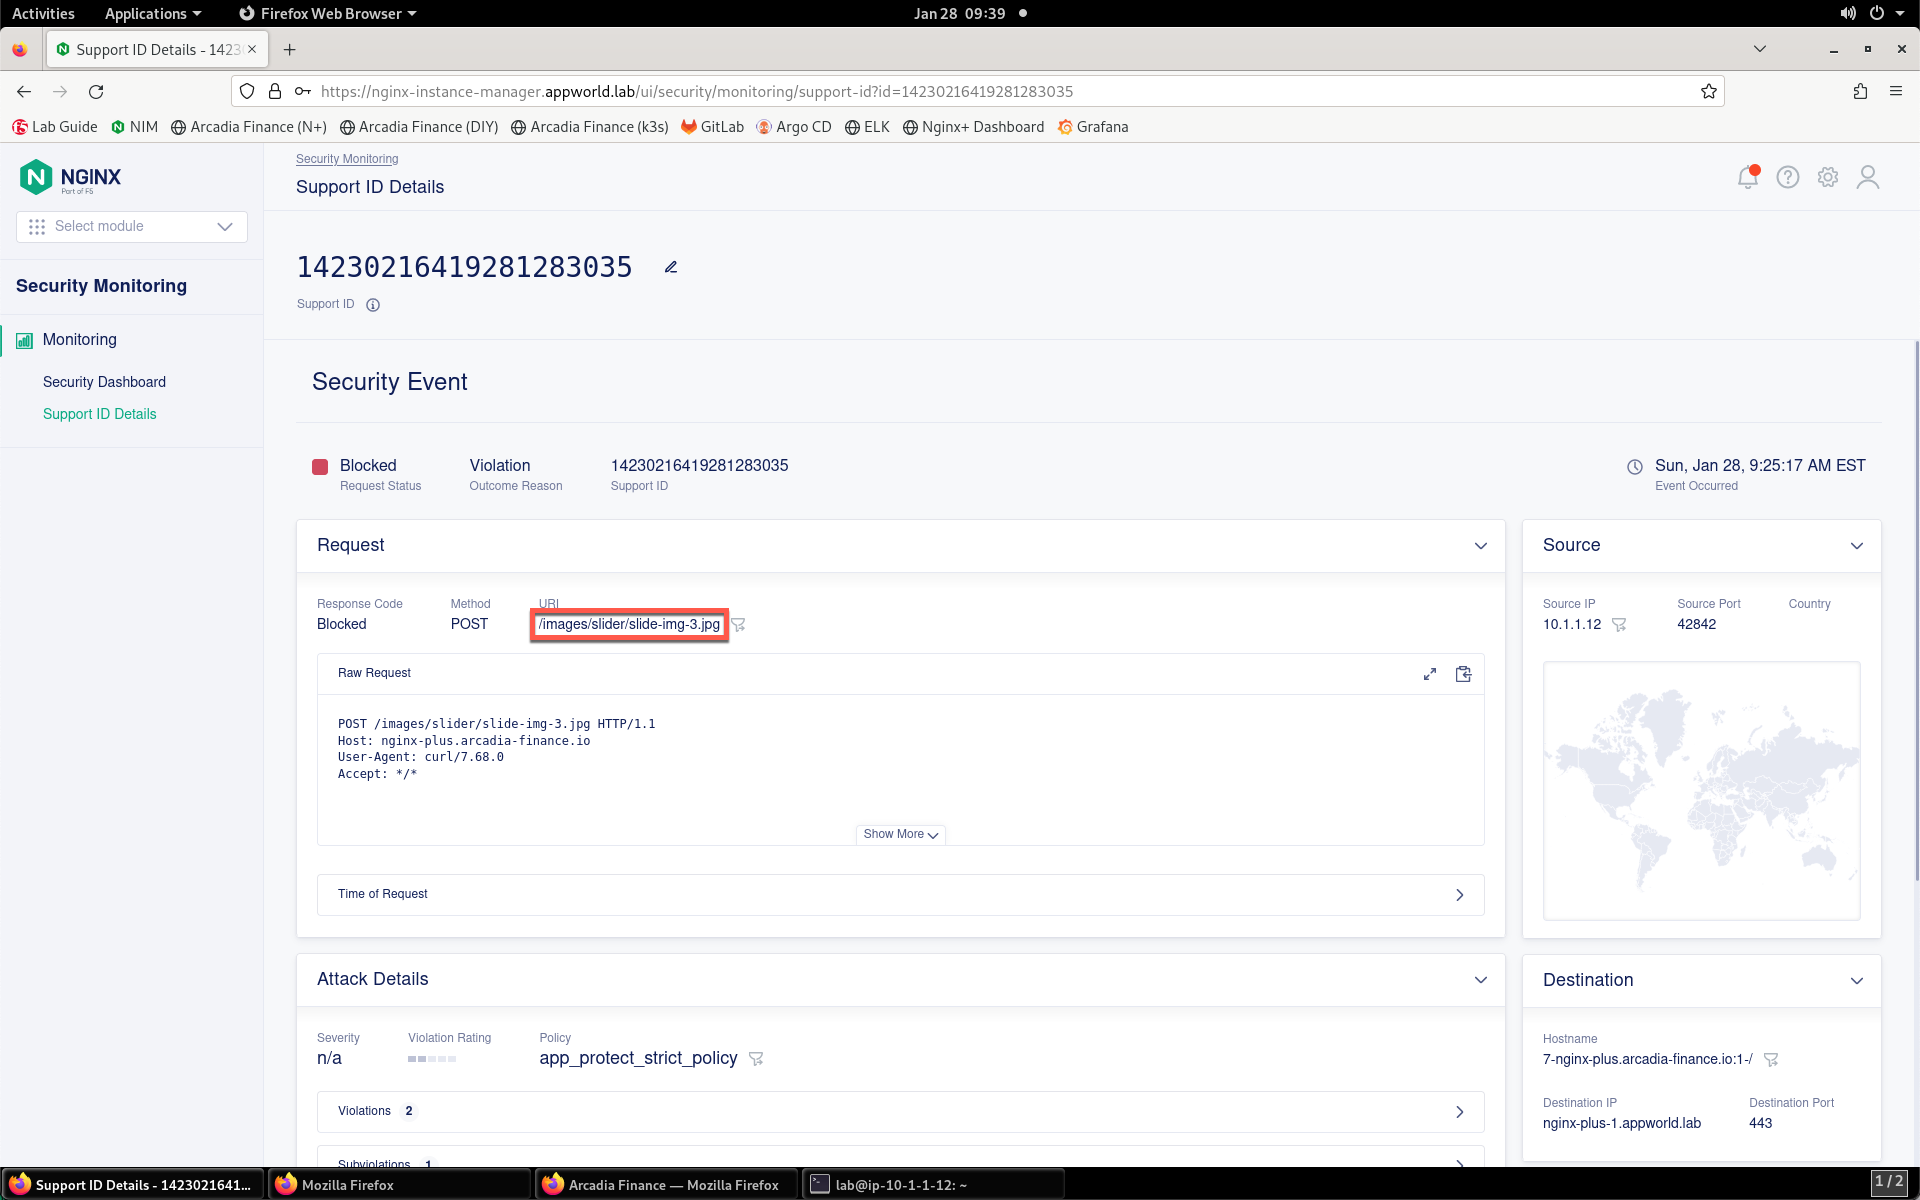 Activities
Applications
Firefox Web Browser
Jan 28 09:39
Support ID Details - 1423
https://nginx-instance-manager.appworld.lab/ui/security/monitoring/support-id?id=14230216419281283035
Lab Guide
NIM
Arcadia Finance (N+)
Arcadia Finance (DIY)
Arcadia Finance (k3s)
GitLab
Argo CD
ELK
Nginx+ Dashboard
Grafana
NGINX
Part of F5
Select module
Security Monitoring
Monitoring
Security Dashboard
Support ID Details
Security Monitoring
Support ID Details
14230216419281283035
Support ID
Security Event
Blocked
Request Status
Violation
Outcome Reason
14230216419281283035
Support ID
Sun, Jan 28, 9:25:17 AM EST
Event Occurred
Request
Response Code
Blocked
Method
POST
URI
/images/slider/slide-img-3.jpg
Raw Request
POST /images/slider/slide-img-3.jpg HTTP/1.1
Host: nginx-plus.arcadia-finance.io
User-Agent: curl/7.68.0
Accept: */*
Show More
Time of Request
Source
Source IP
10.1.1.12
Source Port
42842
Country
Attack Details
Severity
n/a
Violation Rating
Policy
app_protect_strict_policy
Violations 2
Subviolations 1
Destination
Hostname
7-nginx-plus.arcadia-finance.io:1-/
Destination IP
nginx-plus-1.appworld.lab
Destination Port
443
Support ID Details - 1423021641...
Mozilla Firefox
Arcadia Finance — Mozilla Firefox
lab@ip-10-1-1-12: ~
1 / 2